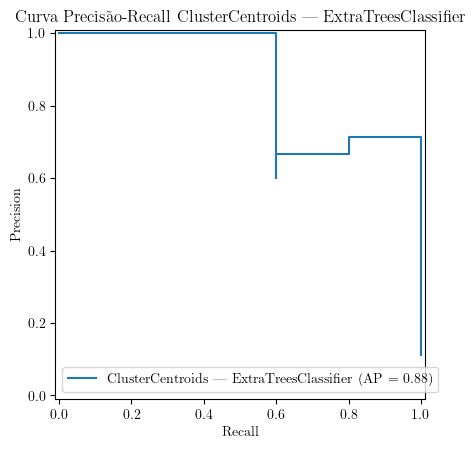 Curva Precisão-Recall ClusterCentroids — ExtraTreesClassifier
1.0
0.8
0.6
0.4
0.2
0.0
Precision
ClusterCentroids — ExtraTreesClassifier (AP = 0.88)
0.0 0.2 0.4 0.6 0.8 1.0
Recall